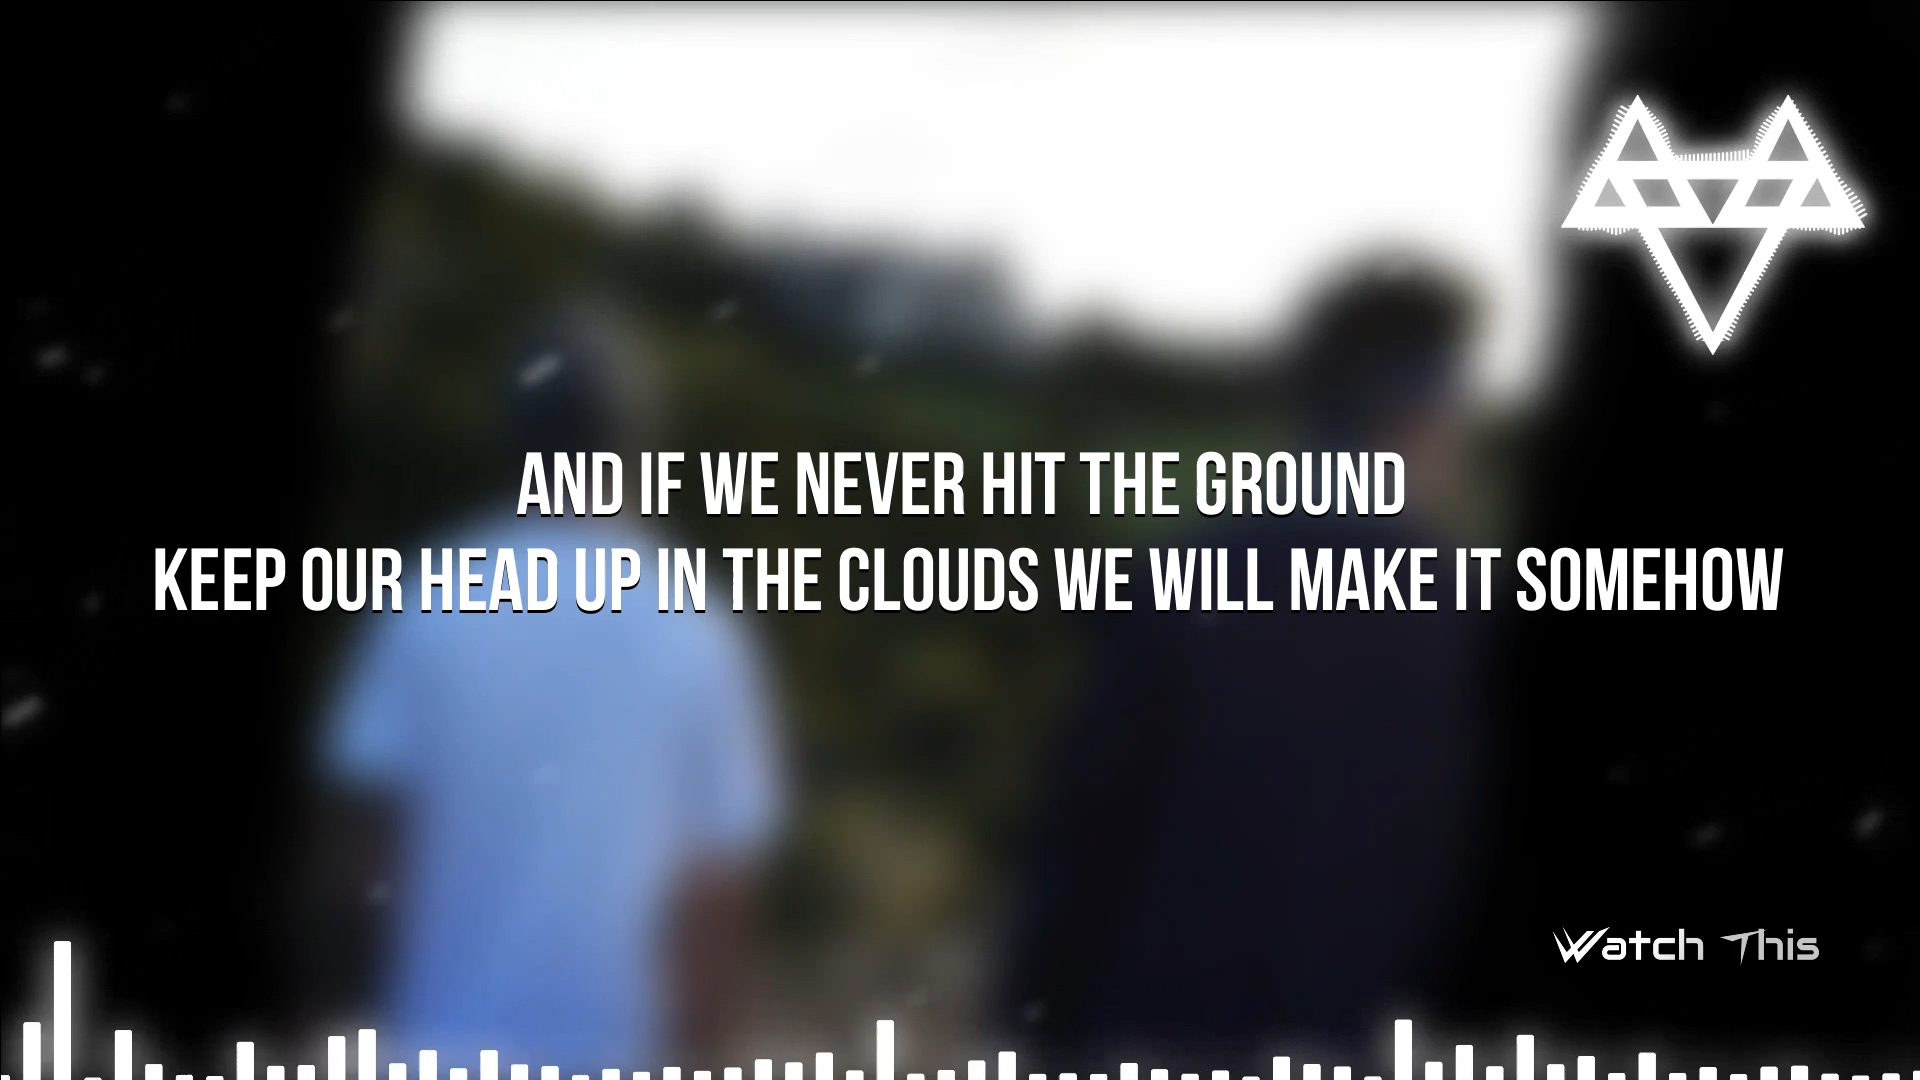 AND IF WE NEVER HIT THE GROUND
KEEP OUR HEAD UP IN THE CLOUDS WE WILL MAKE IT SOMEHOW
Watch This